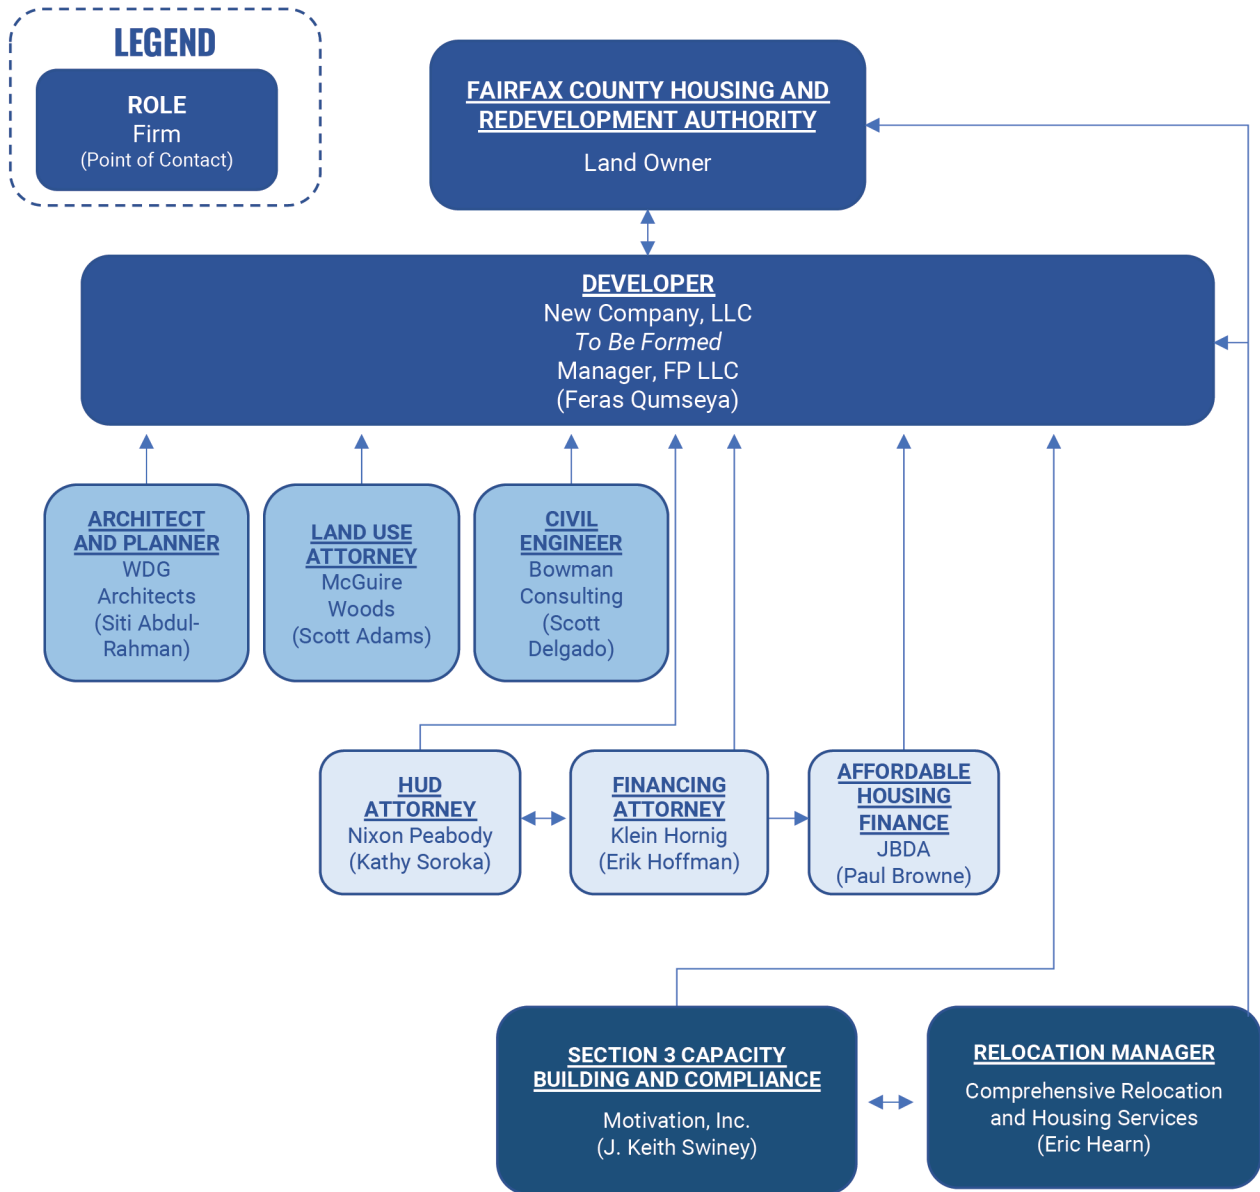 LEGEND
ROLE
Firm
(Point of Contact)
FAIRFAX COUNTY HOUSING AND
REDEVELOPMENT AUTHORITY
Land Owner
DEVELOPER
New Company, LLC
To Be Formed
Manager, FP LLC
(Feras Qumseya)
ARCHITECT
AND PLANNER
WDG
Architects
(Siti Abdul-
Rahman)
LAND USE
ATTORNEY
McGuire
Woods
(Scott Adams)
CIVIL
ENGINEER
Bowman
Consulting
(Scott
Delgado)
HUD
ATTORNEY
Nixon Peabody
(Kathy Soroka)
FINANCING
ATTORNEY
Klein Hornig
(Erik Hoffman)
AFFORDABLE
HOUSING
FINANCE
JBDA
(Paul Browne)
SECTION 3 CAPACITY
BUILDING AND COMPLIANCE
Motivation, Inc.
(J. Keith Swiney)
RELOCATION MANAGER
Comprehensive Relocation
and Housing Services
(Eric Hearn)